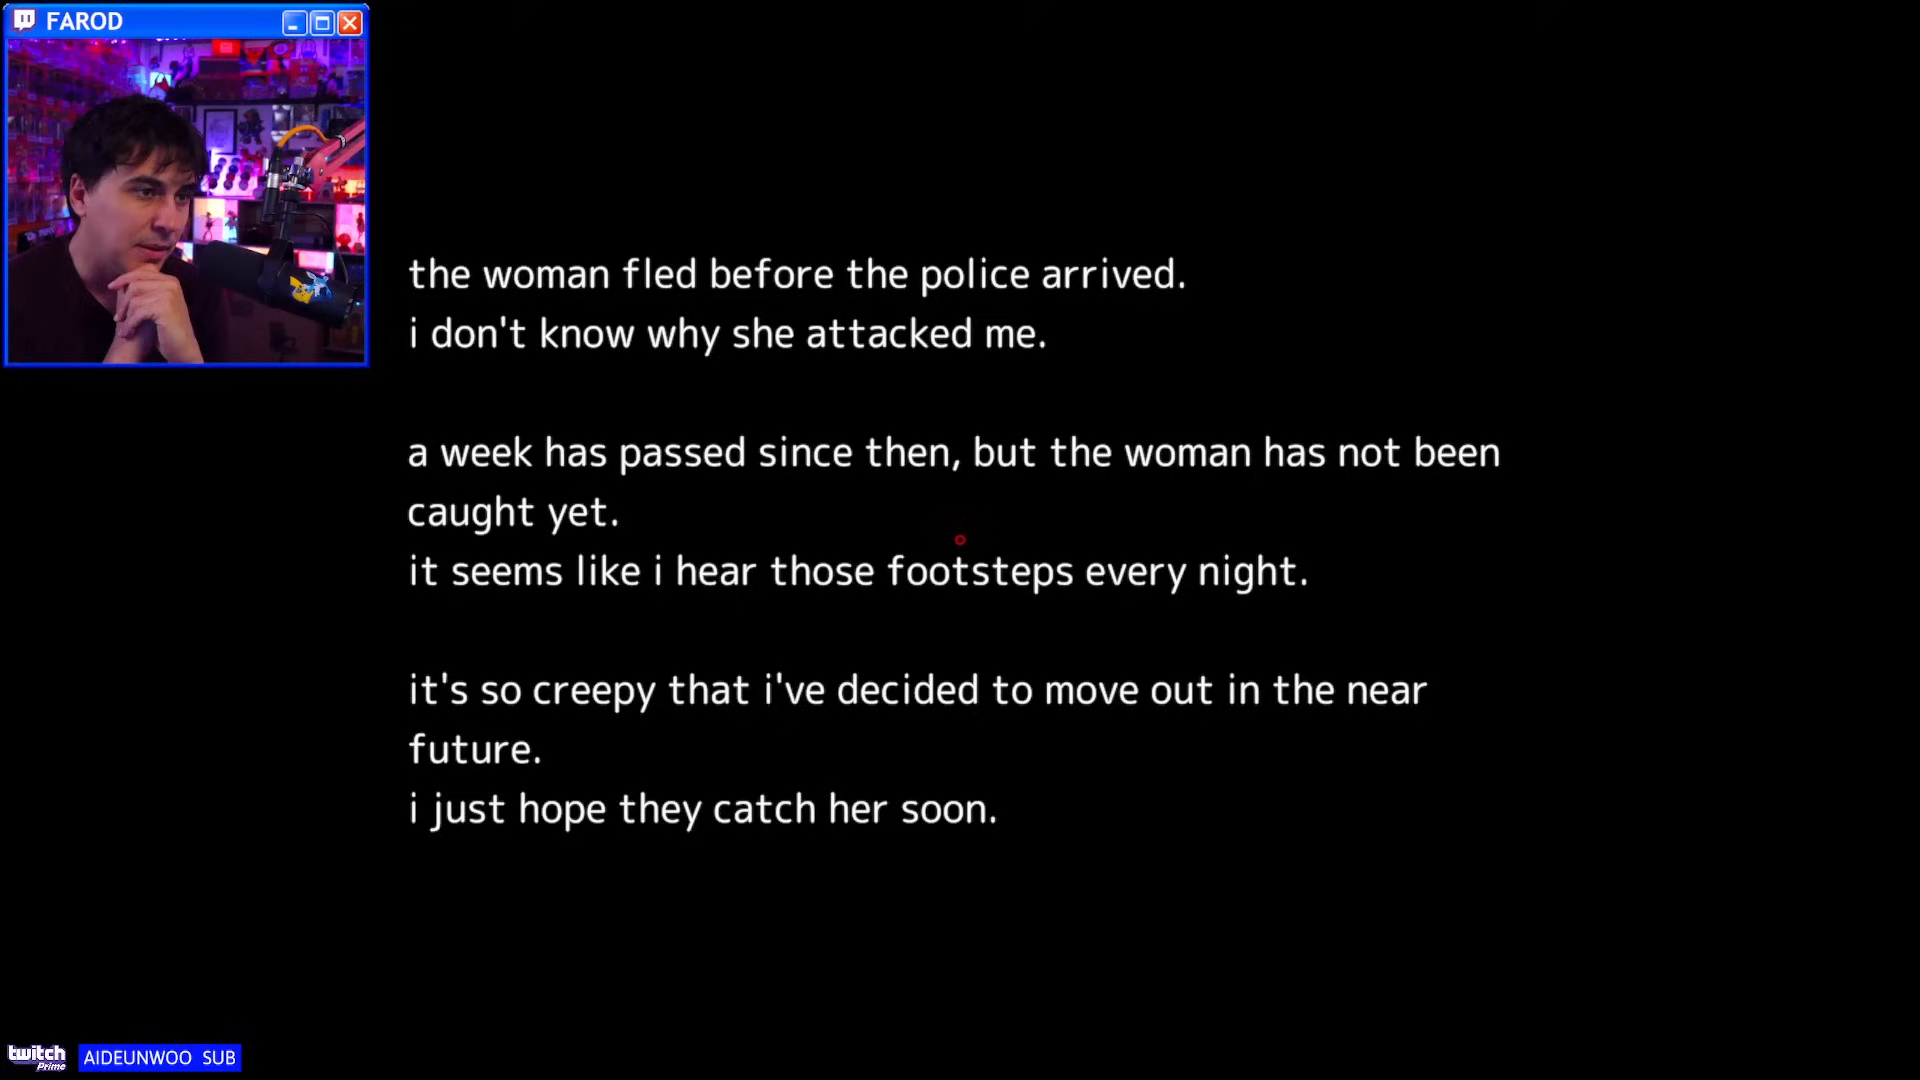 FAROD
the woman fled before the police arrived.
i don't know why she attacked me.
a week has passed since then, but the woman has not been
caught yet.
it seems like i hear those footsteps every night.
it's so creepy that i've decided to move out in the near
future.
i just hope they catch her soon.
twitch
Prime
AIDEUNWOO SUB